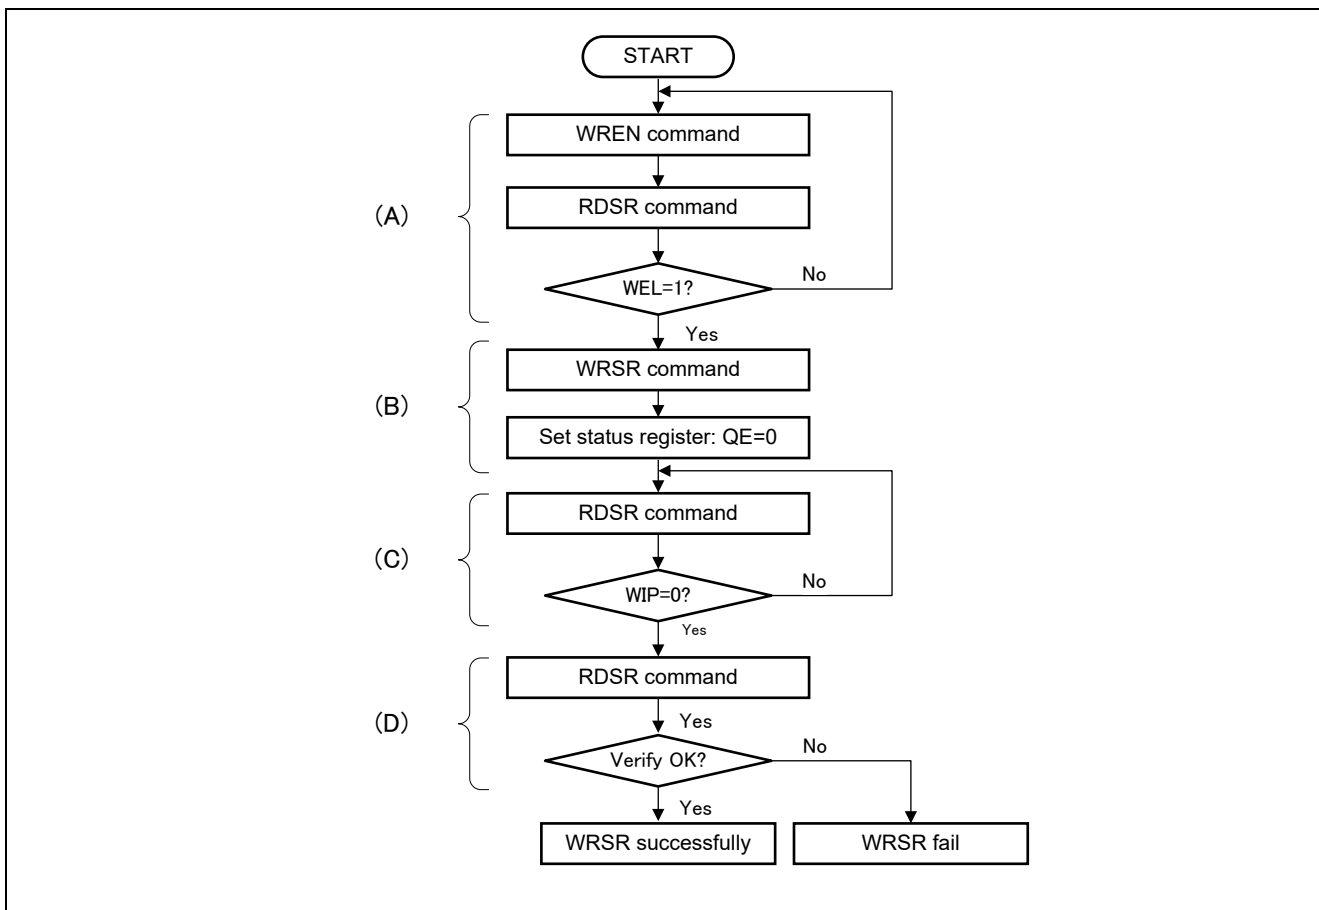 START
WREN command
RDSR command
(A)
WEL=1?
No
Yes
WRSR command
(B)
Set status register: QE=0
RDSR command
(C)
WIP=0?
No
Yes
RDSR command
(D)
Yes
Verify OK?
No
Yes
WRSR successfully
WRSR fail